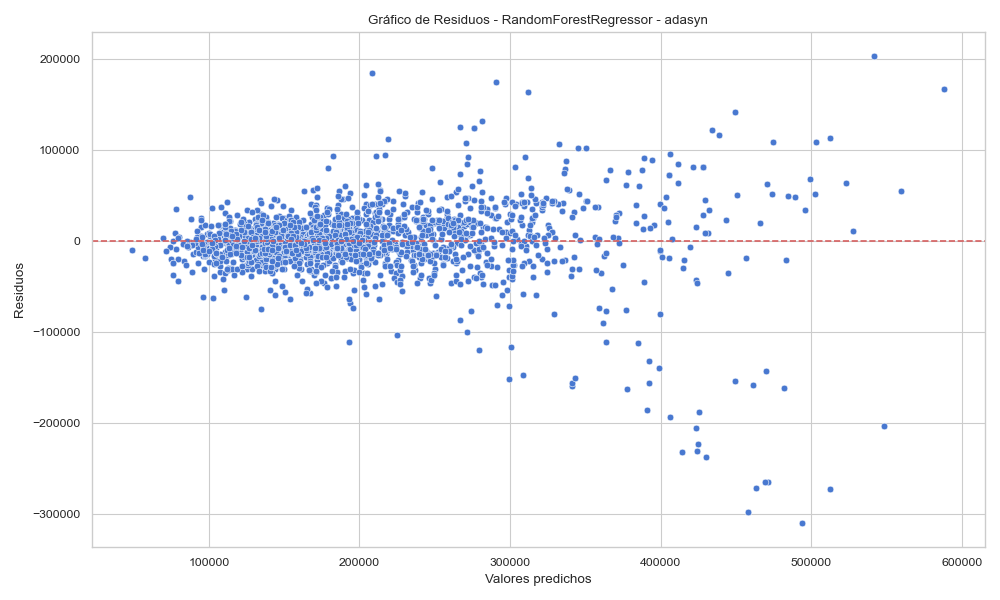 Gráfico de Residuos - RandomForestRegressor - adasyn
200000
100000
0
−100000
−200000
−300000
Residuos
100000 200000 300000 400000 500000 600000
Valores predichos